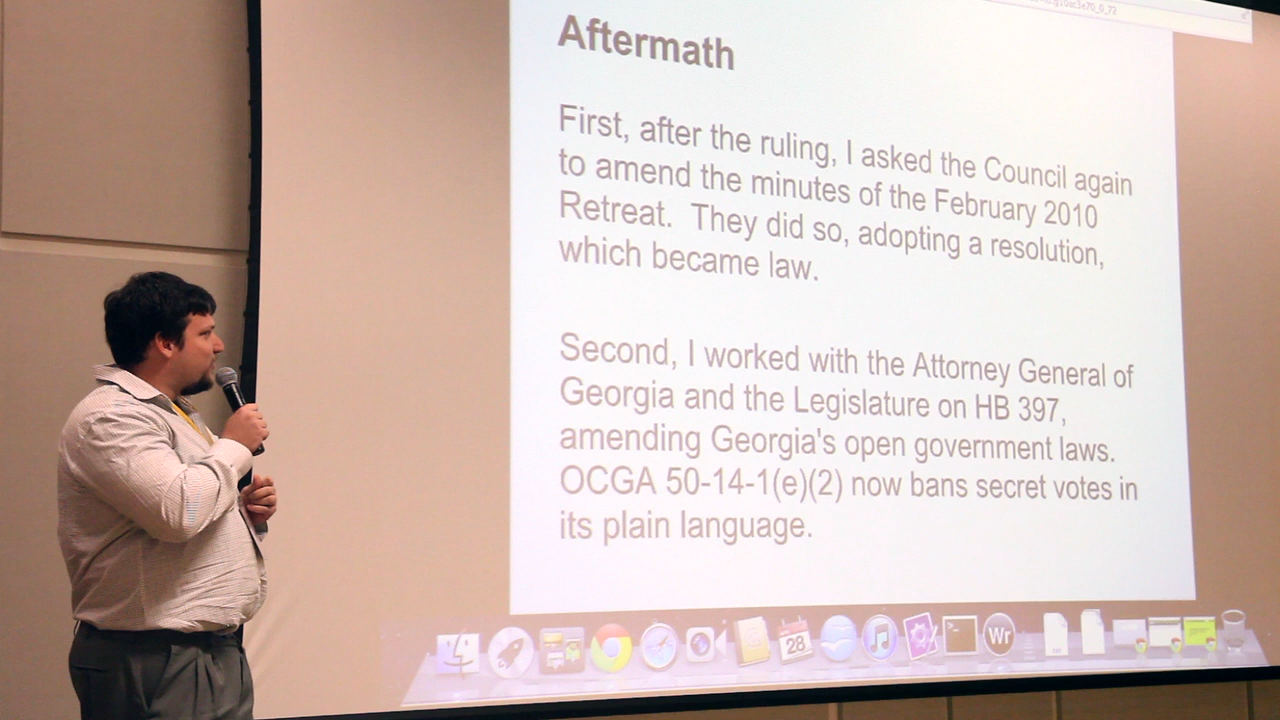 Aftermath
First, after the ruling, I asked the Council again
to amend the minutes of the February 2010
Retreat. They did so, adopting a resolution,
which became law.
Second, I worked with the Attorney General of
Georgia and the Legislature on HB 397,
amending Georgia's open government laws.
OCGA 50-14-1(e)(2) now bans secret votes in
its plain language.
28
Wr